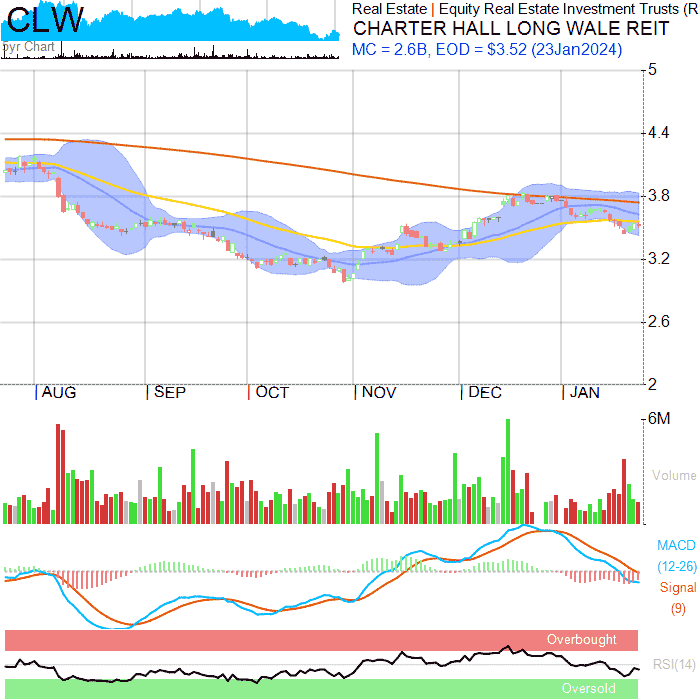 CLW
5yr Chart
Real Estate | Equity Real Estate Investment Trusts (R
CHARTER HALL LONG WALE REIT
MC = 2.6B, EOD = $3.52 (23Jan2024)
5
4.4
3.8
3.2
2.6
2
AUG SEP OCT NOV DEC JAN
6M
Volume
MACD
(12-26)
Signal
(9)
Overbought
RSI(14)
Oversold